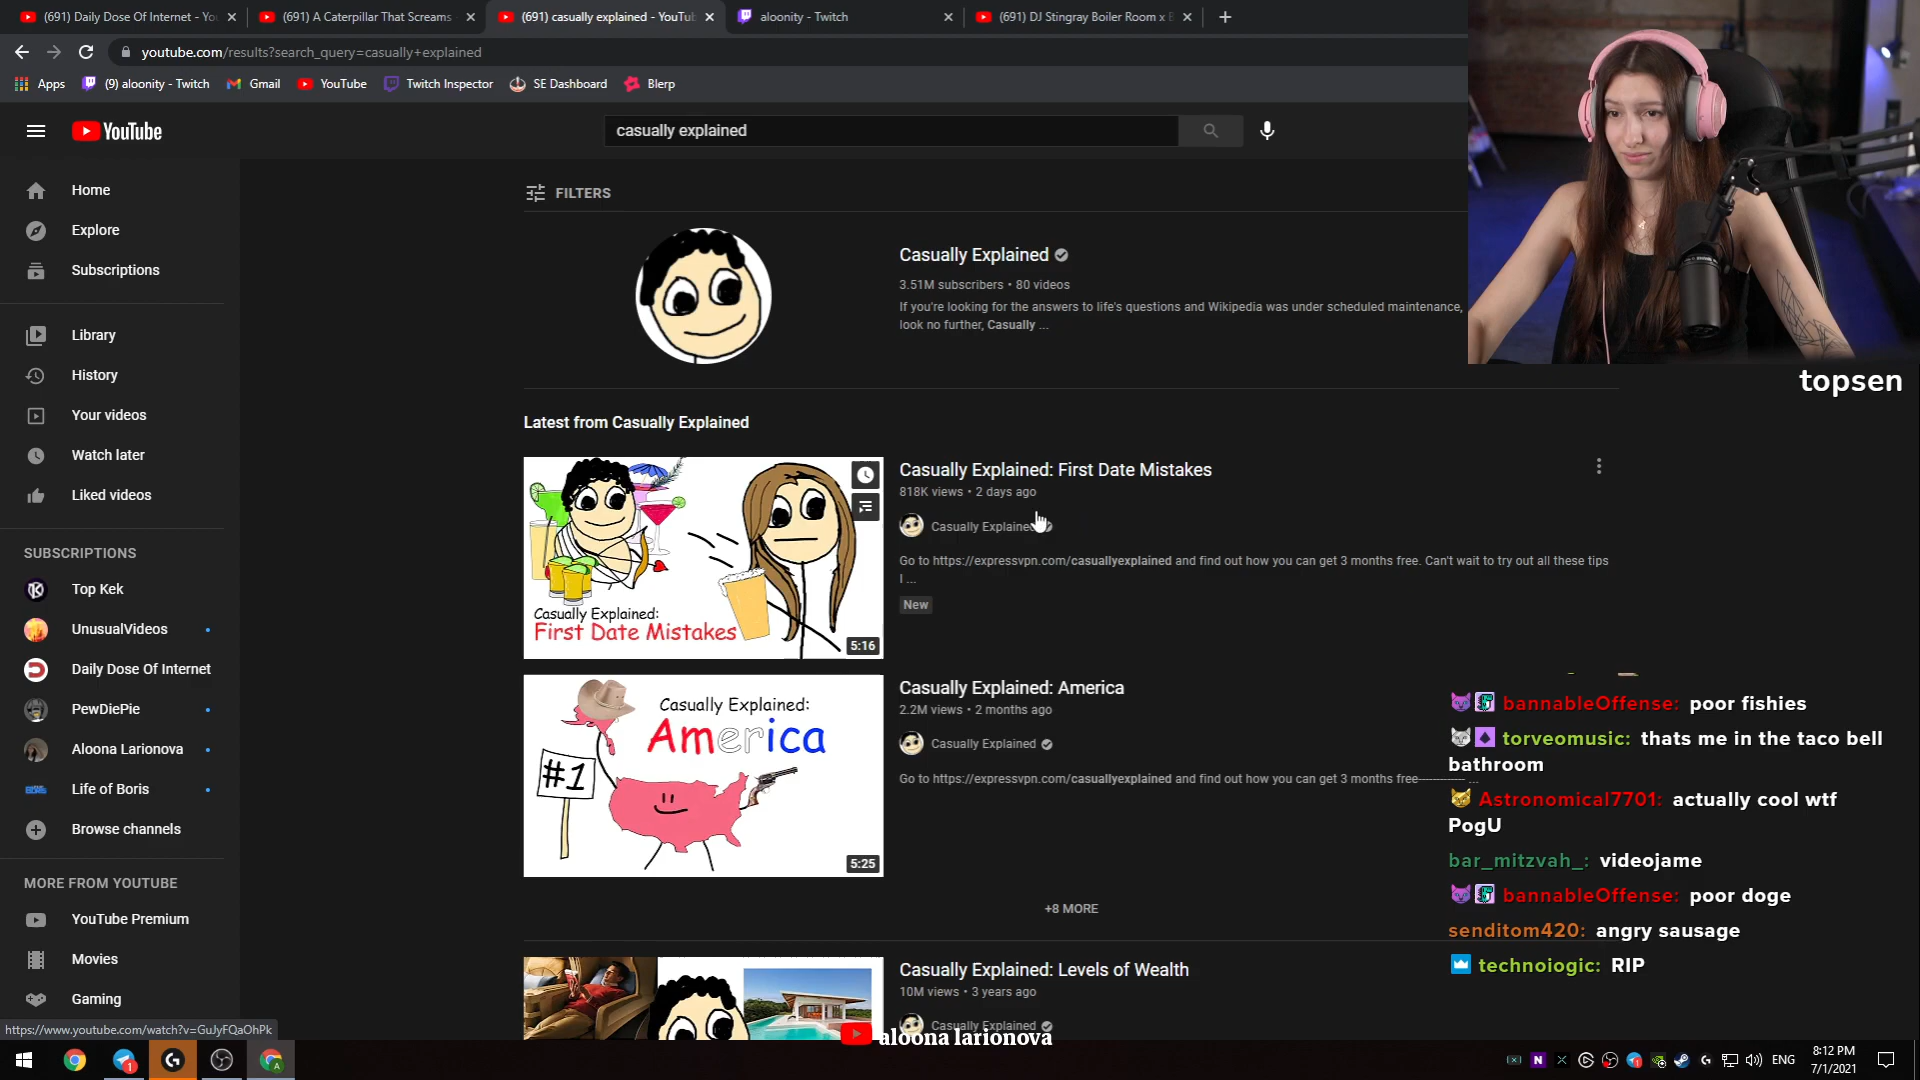 (691) Daily Dose Of Internet - Yo
(691) A Caterpillar That Screams
(691) casually explained - YouTu
aloonity - Twitch
(691) DJ Stingray Boiler Room x
youtube.com/results?search_query=casually+explained
Apps
(9) aloonity - Twitch
Gmail
YouTube
Twitch Inspector
SE Dashboard
Blerp
YouTube
casually explained
Home
Explore
Subscriptions
Library
History
Your videos
Watch later
Liked videos
SUBSCRIPTIONS
Top Kek
UnusualVideos
Daily Dose Of Internet
PewDiePie
Aloona Larionova
Life of Boris
Browse channels
MORE FROM YOUTUBE
YouTube Premium
Movies
Gaming
https://www.youtube.com/watch?v=GuJyFQaOhPk
FILTERS
Casually Explained
3.51M subscribers • 80 videos
If you're looking for the answers to life's questions and Wikipedia was under scheduled maintenance,
look no further, Casually ...
Latest from Casually Explained
Casually Explained:
First Date Mistakes
5:16
Casually Explained: First Date Mistakes
818K views • 2 days ago
Casually Explained
Go to https://expressvpn.com/casuallyexplained and find out how you can get 3 months free. Can't wait to try out all these tips
I ...
New
Casually Explained:
America
#1
5:25
Casually Explained: America
2.2M views • 2 months ago
Casually Explained
Go to https://expressvpn.com/casuallyexplained and find out how you can get 3 months free
+8 MORE
Casually Explained: Levels of Wealth
10M views • 3 years ago
Casually Explained
aloona larionova
topsen
bannableOffense: poor fishies
torveomusic: thats me in the taco bell
bathroom
Astronomical7701: actually cool wtf
PogU
bar_mitzvah_: videojame
bannableOffense: poor doge
senditom420: angry sausage
technoiogic: RIP
ENG
8:12 PM
7/1/2021